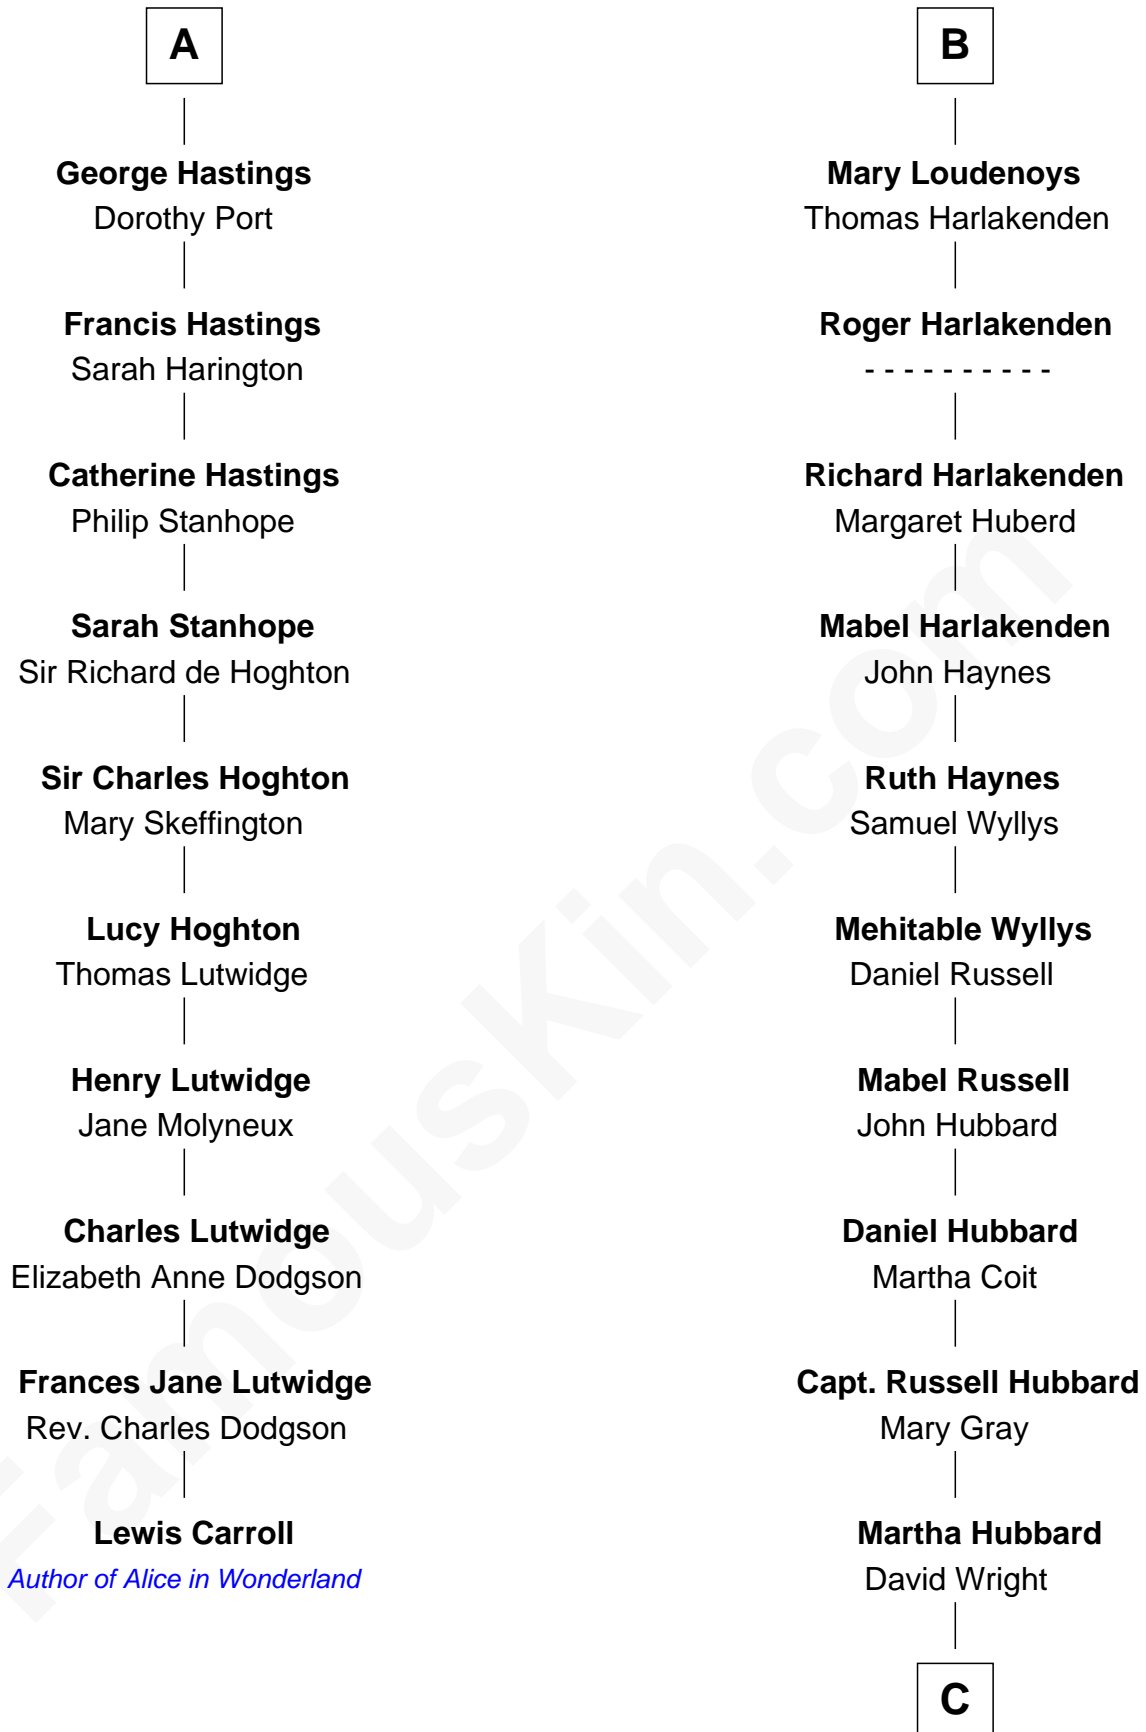 A
George Hastings
Dorothy Port
Francis Hastings
Sarah Harington
Catherine Hastings
Philip Stanhope
Sarah Stanhope
Sir Richard de Hoghton
Sir Charles Hoghton
Mary Skeffington
Lucy Hoghton
Thomas Lutwidge
Henry Lutwidge
Jane Molyneux
Charles Lutwidge
Elizabeth Anne Dodgson
Frances Jane Lutwidge
Rev. Charles Dodgson
Lewis Carroll
Author of Alice in Wonderland
B
Mary Loudenoys
Thomas Harlakenden
Roger Harlakenden
- - - - - - - - - -
Richard Harlakenden
Margaret Huberd
Mabel Harlakenden
John Haynes
Ruth Haynes
Samuel Wyllys
Mehitable Wyllys
Daniel Russell
Mabel Russell
John Hubbard
Daniel Hubbard
Martha Coit
Capt. Russell Hubbard
Mary Gray
Martha Hubbard
David Wright
C
FamousKin.com